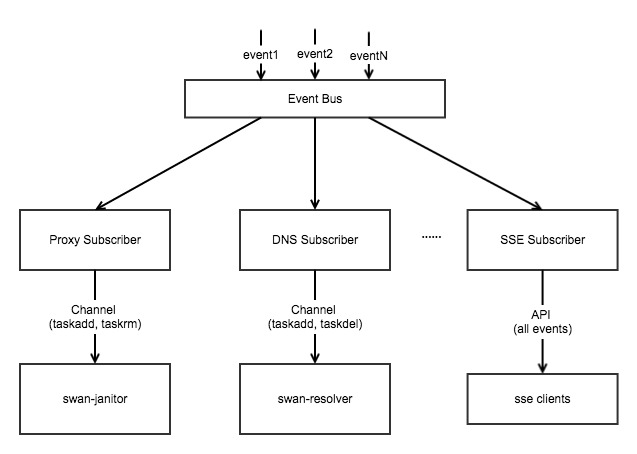 event1
event2
eventN
Event Bus
Proxy Subscriber
DNS Subscriber
......
SSE Subscriber
Channel
(taskadd, taskrm)
Channel
(taskadd, taskdel)
API
(all events)
swan-janitor
swan-resolver
sse clients